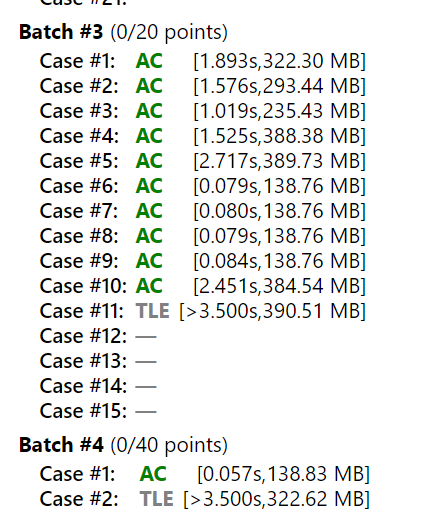 Case #21:
Batch #3 (0/20 points)
Case #1: AC [1.893s,322.30 MB]
Case #2: AC [1.576s,293.44 MB]
Case #3: AC [1.019s,235.43 MB]
Case #4: AC [1.525s,388.38 MB]
Case #5: AC [2.717s,389.73 MB]
Case #6: AC [0.079s,138.76 MB]
Case #7: AC [0.080s,138.76 MB]
Case #8: AC [0.079s,138.76 MB]
Case #9: AC [0.084s,138.76 MB]
Case #10: AC [2.451s,384.54 MB]
Case #11: TLE [>3.500s,390.51 MB]
Case #12: —
Case #13: —
Case #14: —
Case #15: —
Batch #4 (0/40 points)
Case #1: AC [0.057s,138.83 MB]
Case #2: TLE [>3.500s,322.62 MB]